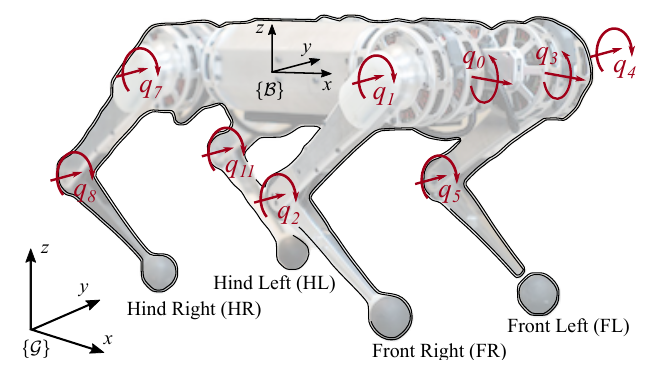 z
y
x
{B}
q7
q1
q0
q3
q4
q8
q11
q2
q5
z
y
x
{G}
Hind Left (HL)
Hind Right (HR)
Front Left (FL)
Front Right (FR)